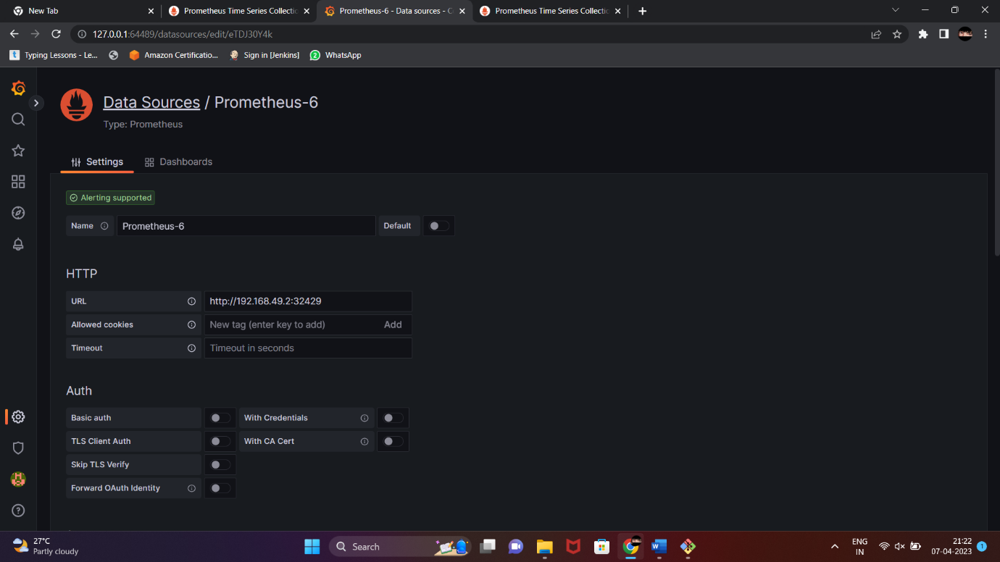 New Tab
Prometheus Time Series Collectio
Prometheus-6 - Data sources - C
Prometheus Time Series Collectio
127.0.0.1:64489/datasources/edit/eTDJ30Y4k
Typing Lessons - Le...
Amazon Certificatio...
Sign in [Jenkins]
2 WhatsApp
Data Sources / Prometheus-6
Type: Prometheus
Settings
Dashboards
Alerting supported
Name Prometheus-6 Default
HTTP
URL http://192.168.49.2:32429
Allowed cookies New tag (enter key to add) Add
Timeout Timeout in seconds
Auth
Basic auth With Credentials
TLS Client Auth With CA Cert
Skip TLS Verify
Forward OAuth Identity
27°C
Partly cloudy
Search
ENG
IN
21:22
07-04-2023
1